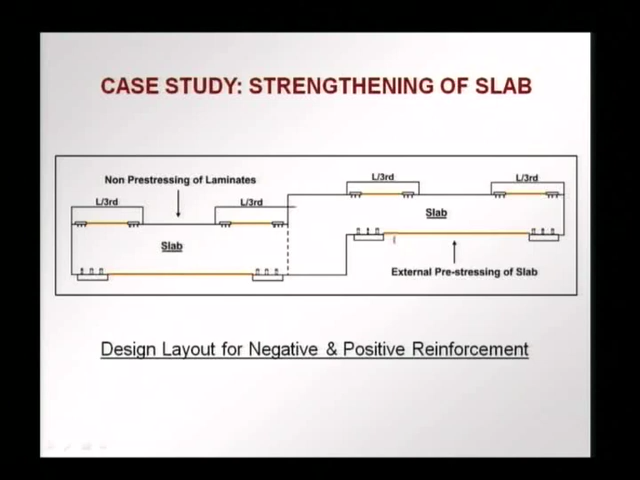 CASE STUDY: STRENGTHENING OF SLAB
Non Prestressing of Laminates
L/3rd
L/3rd
L/3rd
L/3rd
Slab
Slab
External Pre-stressing of Slab
Design Layout for Negative & Positive Reinforcement